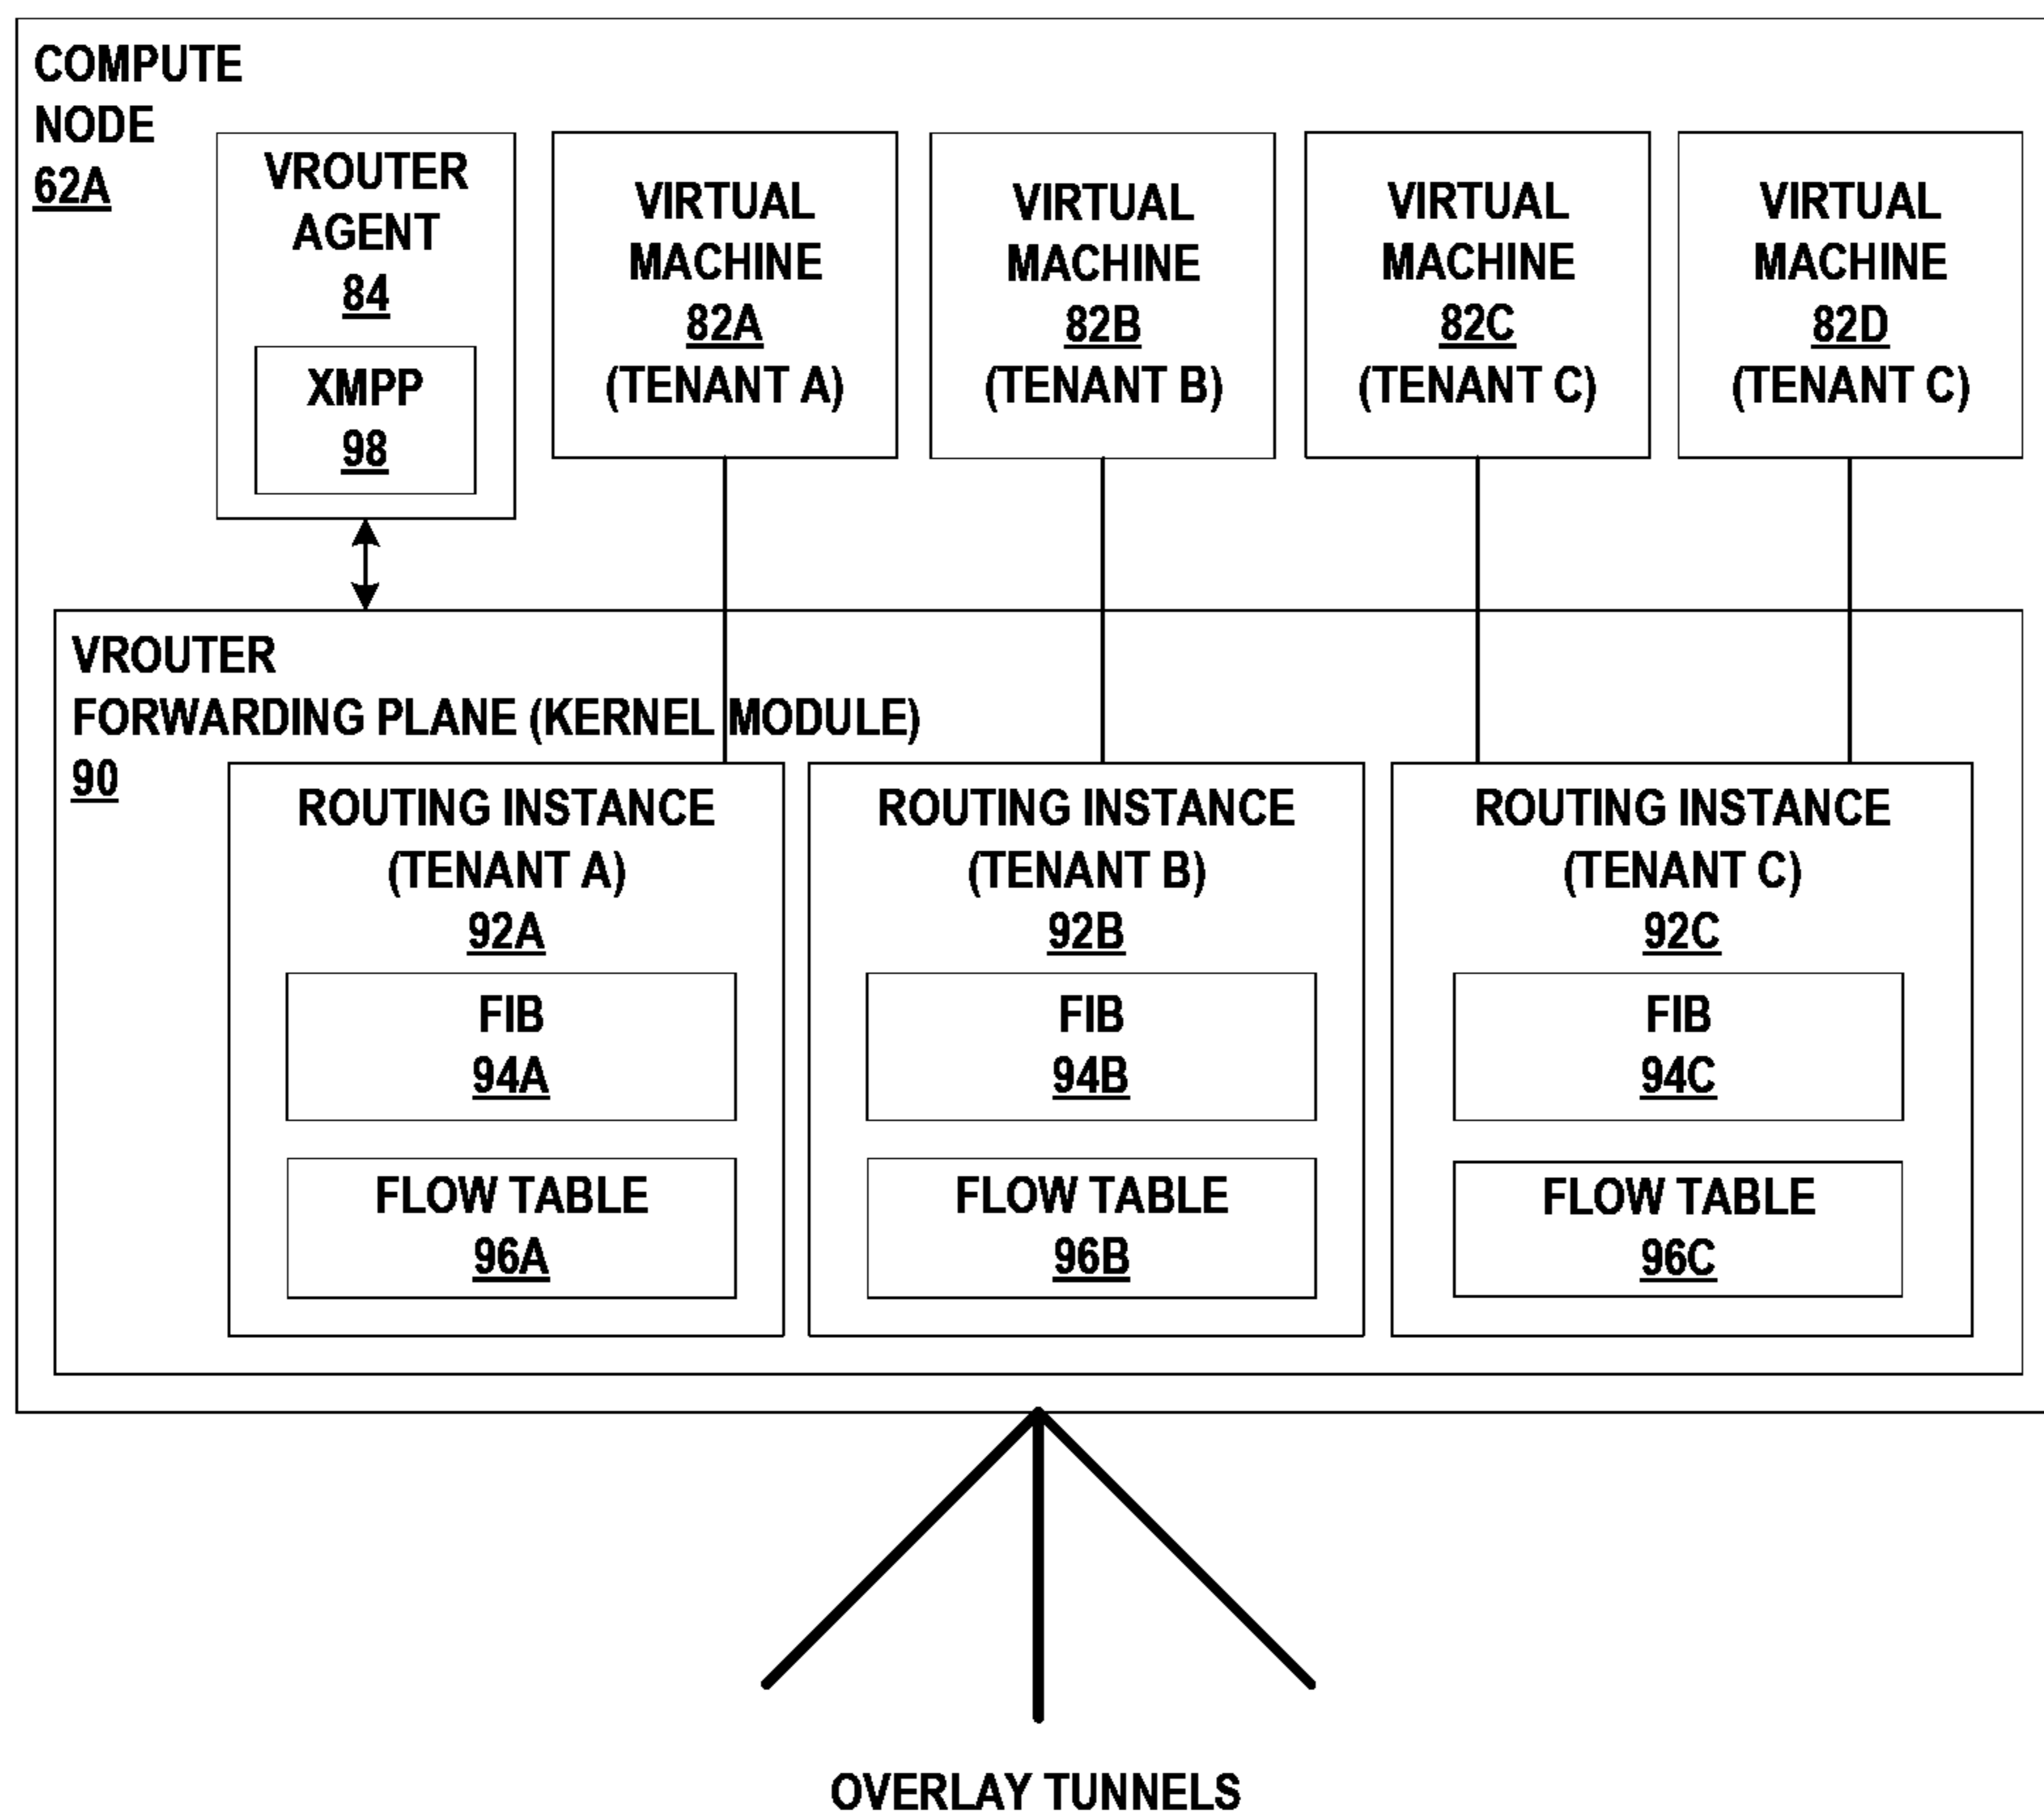 COMPUTE
NODE
62A
VROUTER
AGENT
84
XMPP
98
VIRTUAL
MACHINE
82A
(TENANT A)
VIRTUAL
MACHINE
82B
(TENANT B)
VIRTUAL
MACHINE
82C
(TENANT C)
VIRTUAL
MACHINE
82D
(TENANT C)
VROUTER
FORWARDING PLANE (KERNEL MODULE)
90
ROUTING INSTANCE
(TENANT A)
92A
FIB
94A
FLOW TABLE
96A
ROUTING INSTANCE
(TENANT B)
92B
FIB
94B
FLOW TABLE
96B
ROUTING INSTANCE
(TENANT C)
92C
FIB
94C
FLOW TABLE
96C
OVERLAY TUNNELS